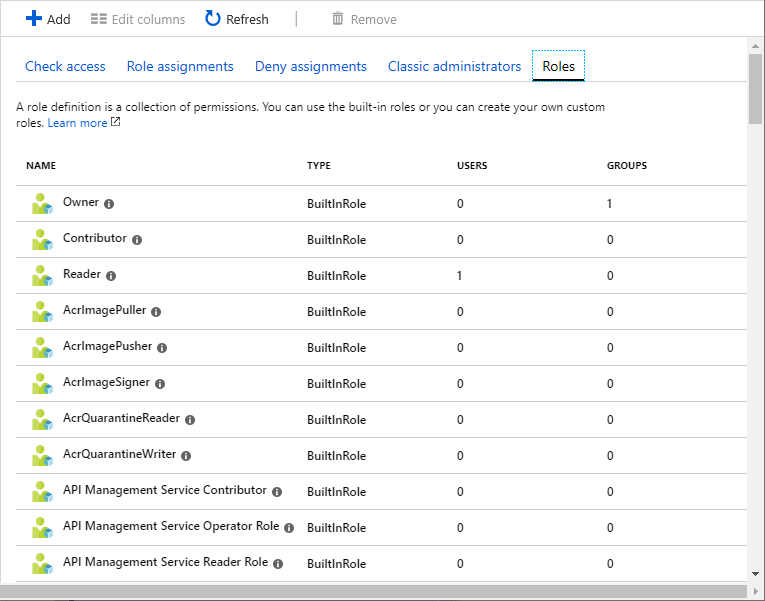 Add Edit columns Refresh Remove
Check access Role assignments Deny assignments Classic administrators Roles
A role definition is a collection of permissions. You can use the built-in roles or you can create your own custom
roles. Learn more
NAME TYPE USERS GROUPS
Owner BuiltInRole 0 1
Contributor BuiltInRole 0 0
Reader BuiltInRole 1 0
AcrImagePuller BuiltInRole 0 0
AcrImagePusher BuiltInRole 0 0
AcrImageSigner BuiltInRole 0 0
AcrQuarantineReader BuiltInRole 0 0
AcrQuarantineWriter BuiltInRole 0 0
API Management Service Contributor BuiltInRole 0 0
API Management Service Operator Role BuiltInRole 0 0
API Management Service Reader Role BuiltInRole 0 0